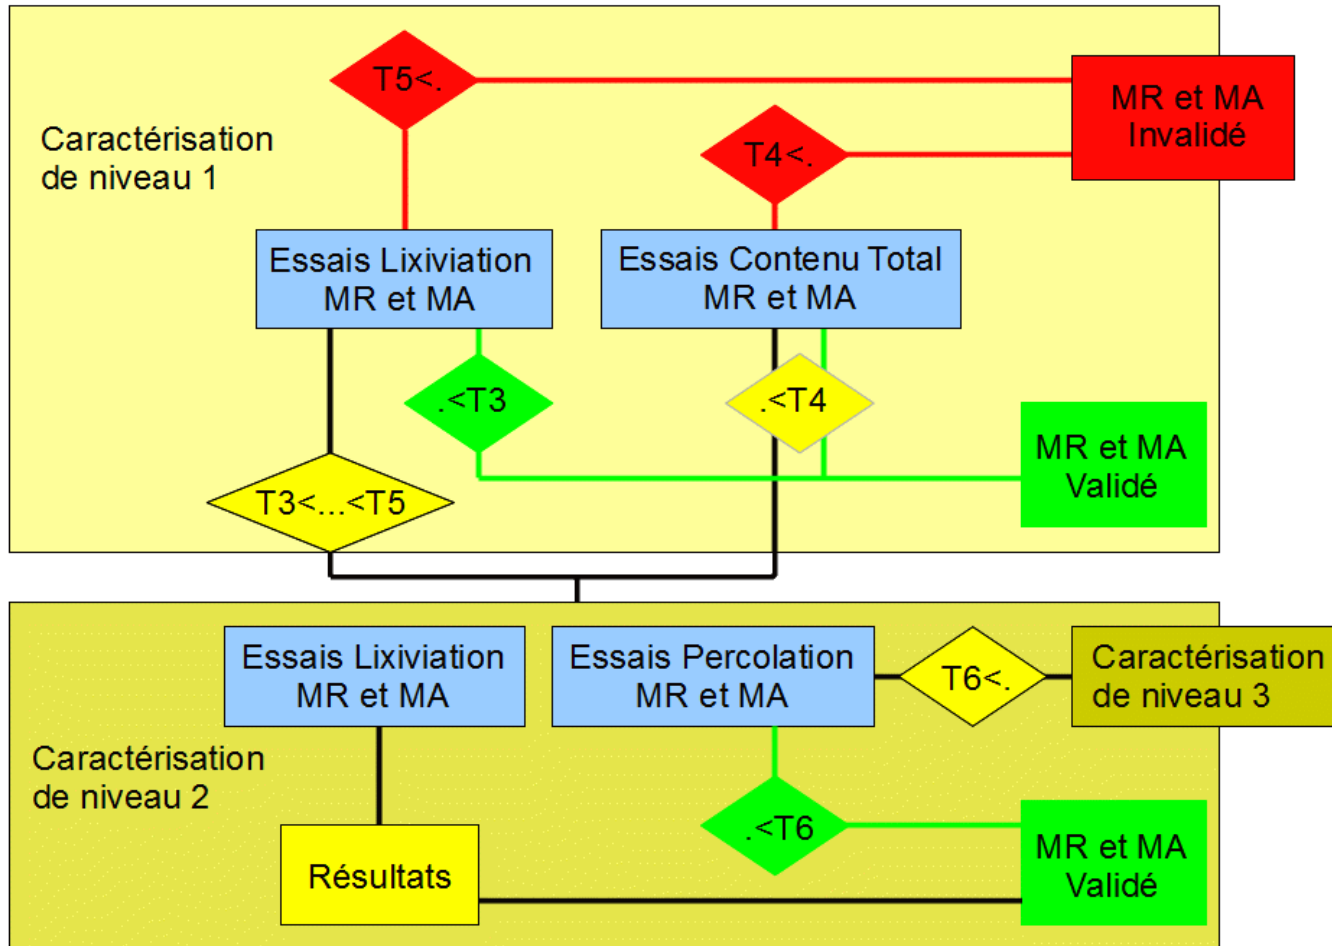 T5<.
MR et MA
Invalidé
Caractérisation
de niveau 1
T4<.
Essais Lixiviation
MR et MA
Essais Contenu Total
MR et MA
.<T3
.<T4
MR et MA
Validé
T3<...<T5
Essais Lixiviation
MR et MA
Essais Percolation
MR et MA
T6<.
Caractérisation
de niveau 3
Caractérisation
de niveau 2
.<T6
MR et MA
Validé
Résultats